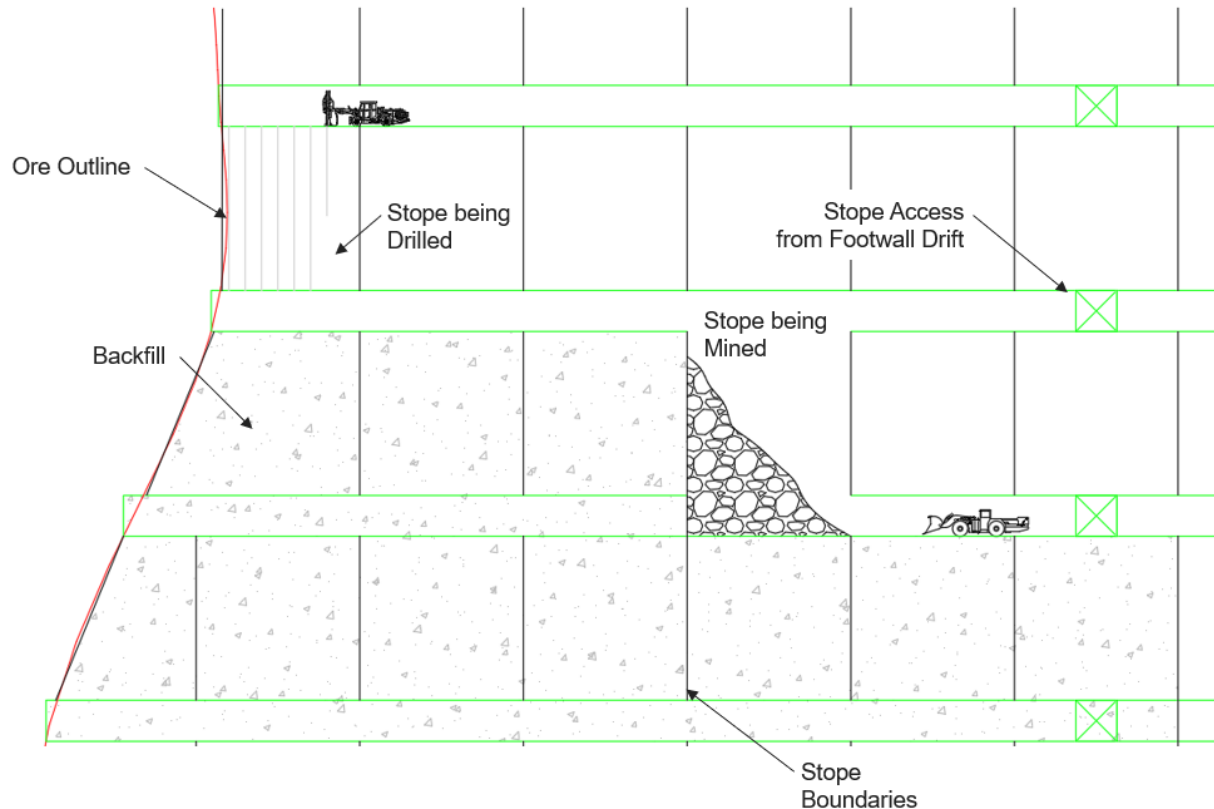 Ore Outline
Stope being
Drilled
Stope Access
from Footwall Drift
Stope being
Mined
Backfill
Stope
Boundaries